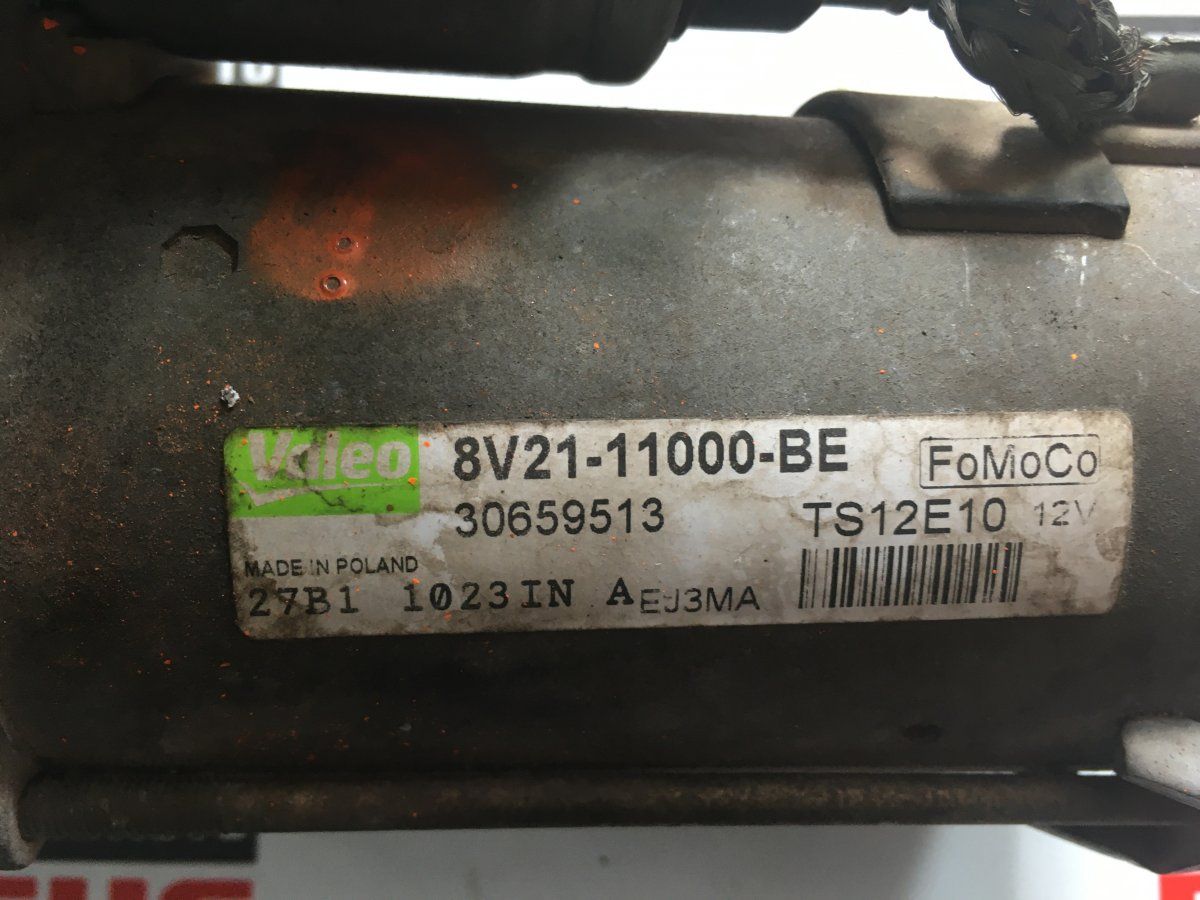 Valeo
8V21-11000-BE
FoMoCo
30659513
TS12E10 12V
MADE IN POLAND
27B1 1023IN A EJ3MA